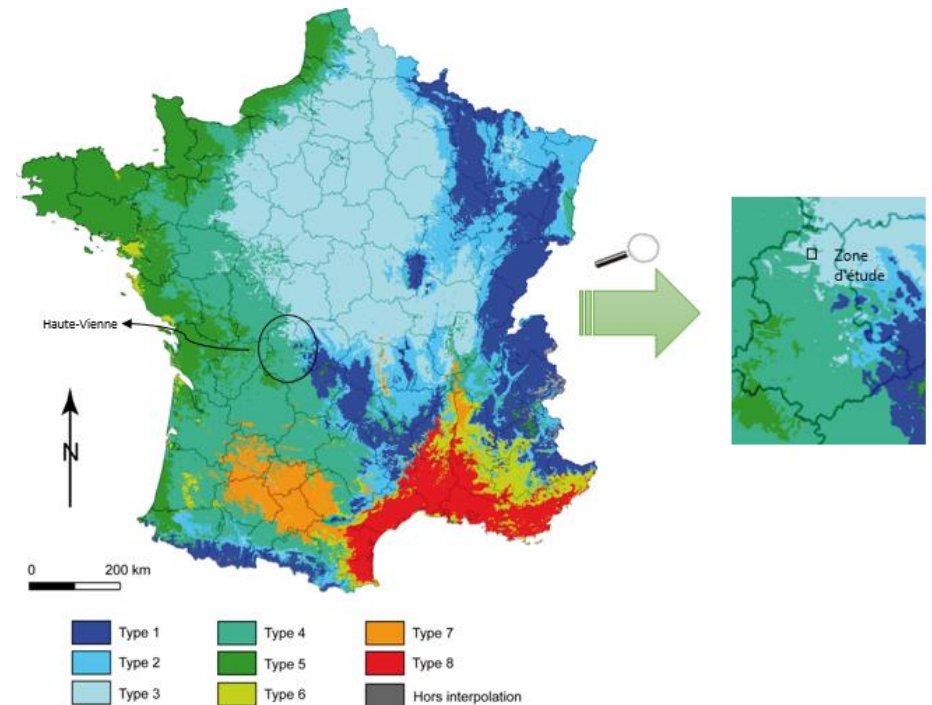 Haute-Vienne
Zone
d'étude
N
0 200 km
Type 1
Type 2
Type 3
Type 4
Type 5
Type 6
Type 7
Type 8
Hors interpolation